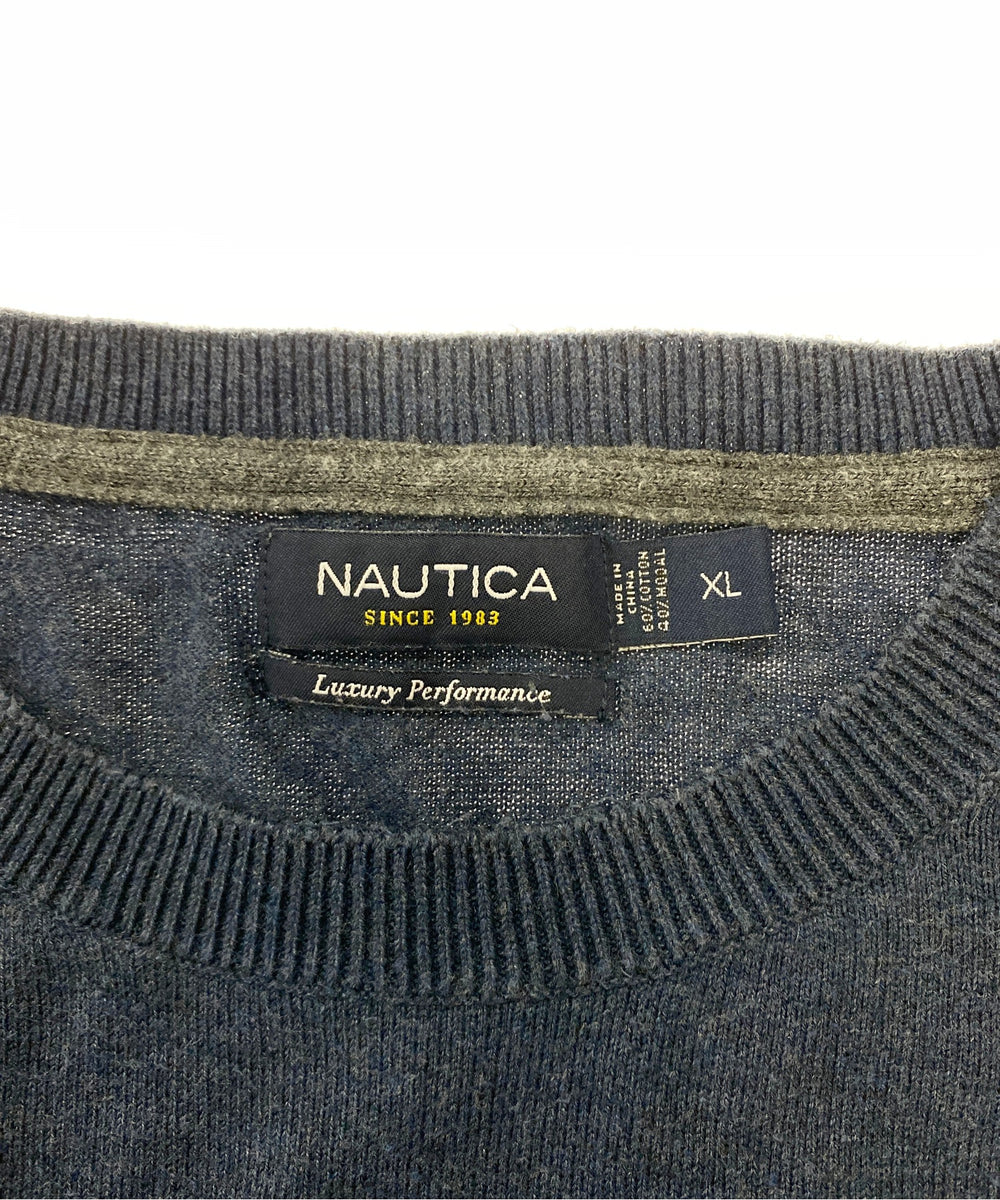 NAUTICA
SINCE 1983
Luxury Performance
MADE IN
CHINA
60%COTTON
40%MODAL
XL